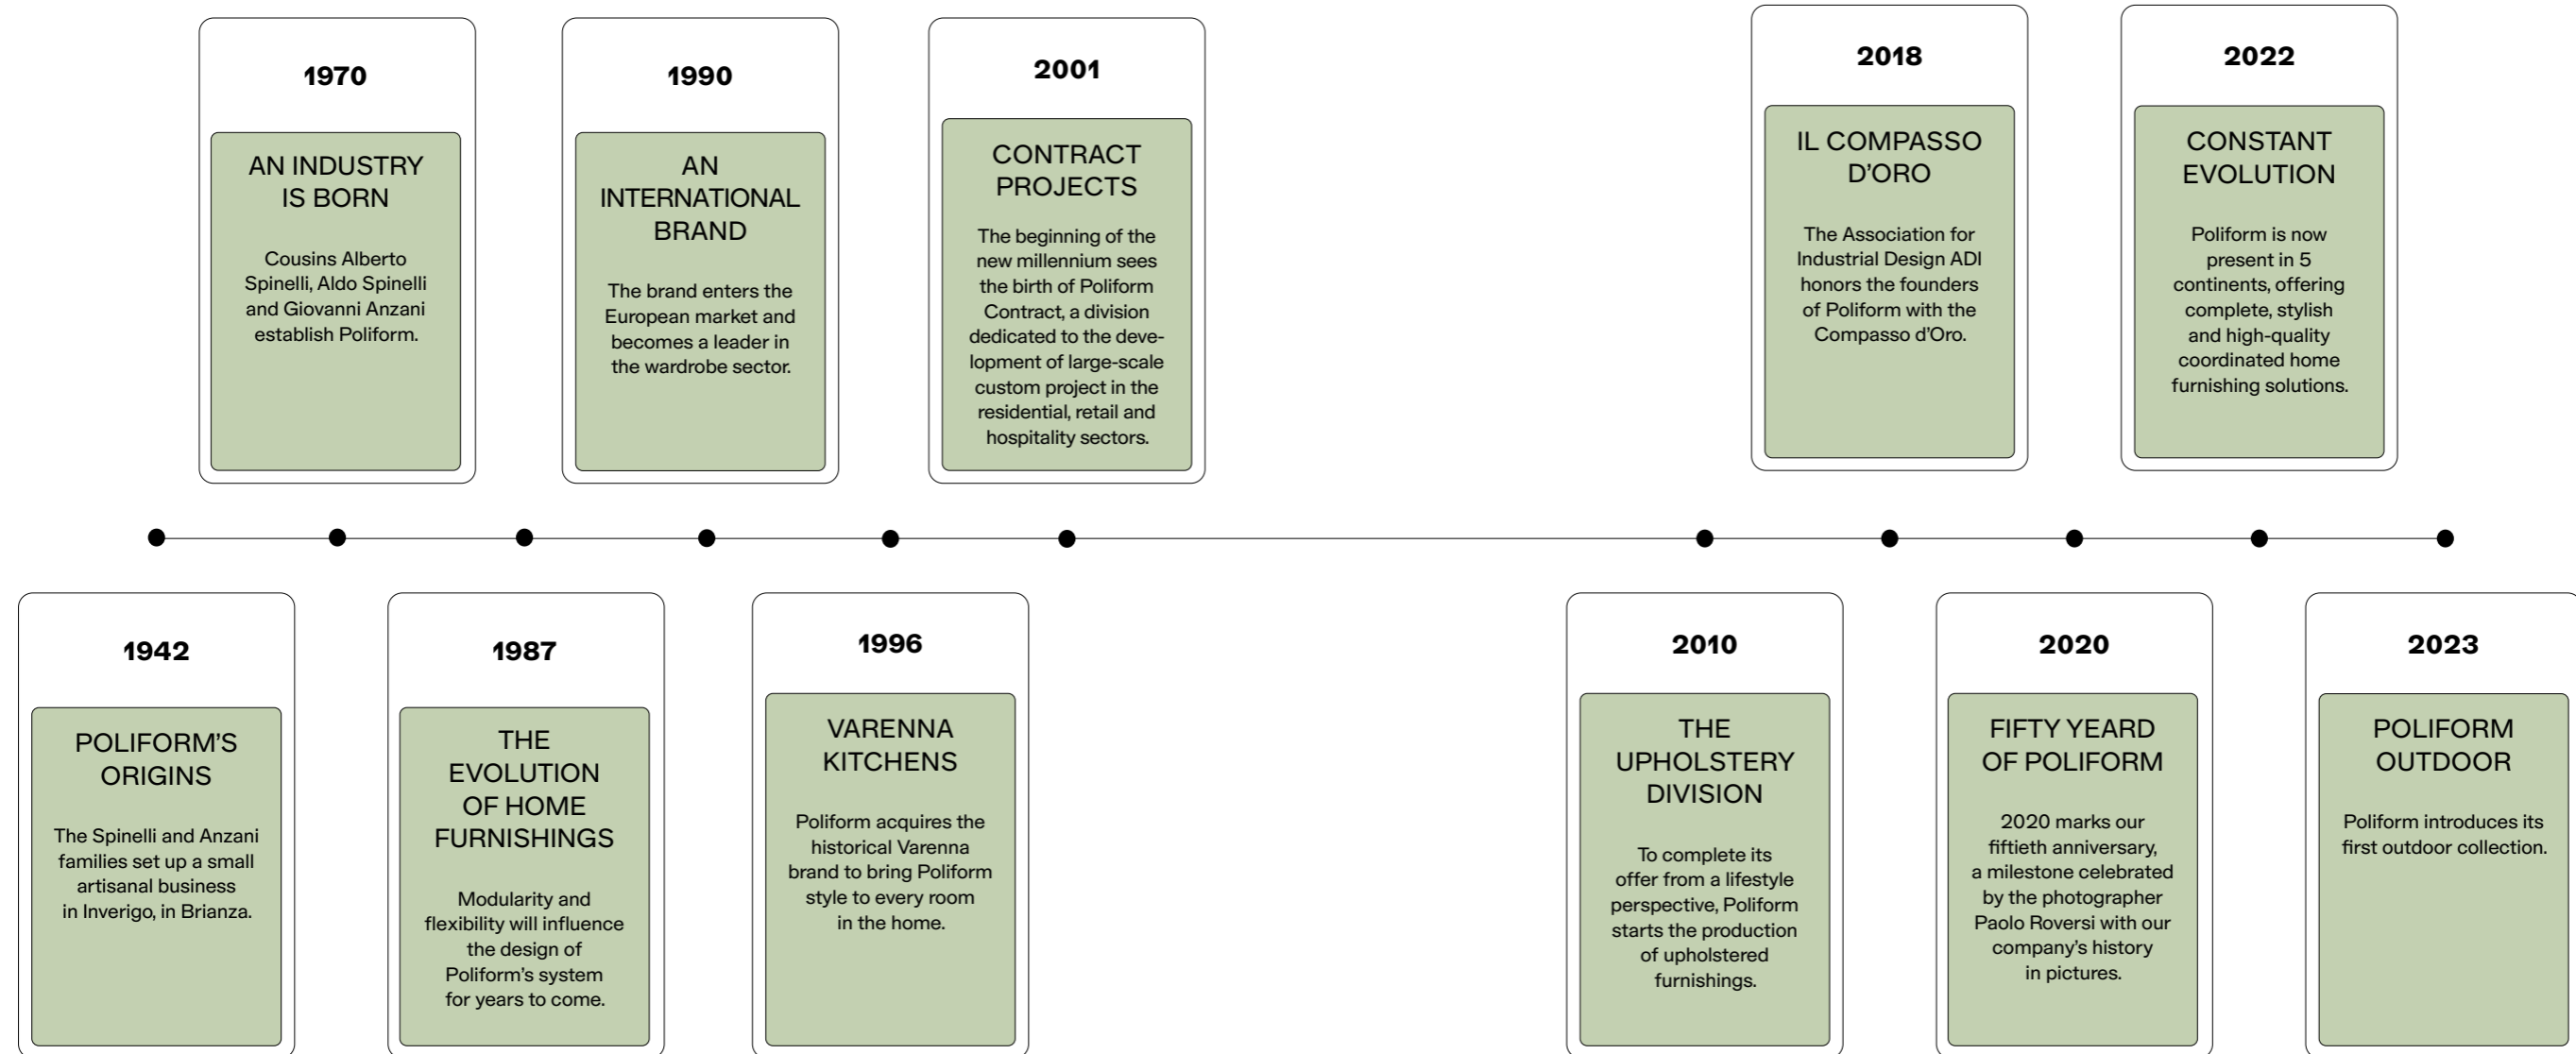 1970
AN INDUSTRY
IS BORN
Cousins Alberto
Spinelli, Aldo Spinelli
and Giovanni Anzani
establish Poliform.
1990
AN
INTERNATIONAL
BRAND
The brand enters the
European market and
becomes a leader in
the wardrobe sector.
2001
CONTRACT
PROJECTS
The beginning of the
new millennium sees
the birth of Poliform
Contract, a division
dedicated to the deve-
lopment of large-scale
custom project in the
residential, retail and
hospitality sectors.
2018
IL COMPASSO
D’ORO
The Association for
Industrial Design ADI
honors the founders
of Poliform with the
Compasso d’Oro.
2022
CONSTANT
EVOLUTION
Poliform is now
present in 5
continents, offering
complete, stylish
and high-quality
coordinated home
furnishing solutions.
1942
POLIFORM’S
ORIGINS
The Spinelli and Anzani
families set up a small
artisanal business
in Inverigo, in Brianza.
1987
THE
EVOLUTION
OF HOME
FURNISHINGS
Modularity and
flexibility will influence
the design of
Poliform’s system
for years to come.
1996
VARENNA
KITCHENS
Poliform acquires the
historical Varenna
brand to bring Poliform
style to every room
in the home.
2010
THE
UPHOLSTERY
DIVISION
To complete its
offer from a lifestyle
perspective, Poliform
starts the production
of upholstered
furnishings.
2020
FIFTY YEARD
OF POLIFORM
2020 marks our
fiftieth anniversary,
a milestone celebrated
by the photographer
Paolo Roversi with our
company’s history
in pictures.
2023
POLIFORM
OUTDOOR
Poliform introduces its
first outdoor collection.